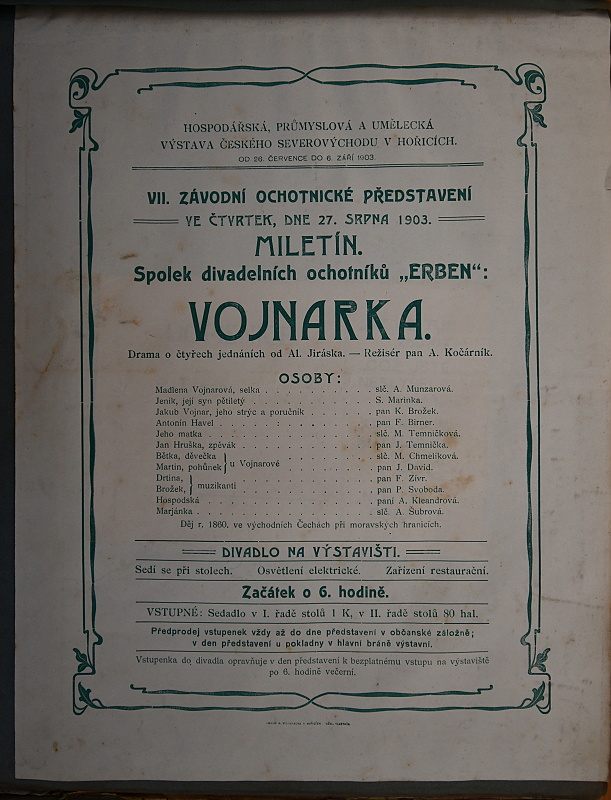 HOSPODÁŘSKÁ, PRŮMYSLOVÁ A UMĚLECKÁ
VÝSTAVA ČESKÉHO SEVEROVÝCHODU V HOŘICÍCH.
OD 26. ČERVENCE DO 6. ZÁŘÍ 1903.
VII. ZÁVODNÍ OCHOTNICKÉ PŘEDSTAVENÍ
VE ČTVRTEK, DNE 27. SRPNA 1903.
MILETÍN.
Spolek divadelních ochotníků „ERBEN“:
VOJNARKA.
Drama o čtyřech jednáních od Al. Jiráska. — Režisér pan A. Kočárník.
OSOBY:
Madlena Vojnarová, selka . . . . . . . . . . slč. A. Munzarová.
Jeník, její syn pětiletý . . . . . . . . . . S. Marinka.
Jakub Vojnar, jeho strýc a poručník . . . . . . pan K. Brožek.
Antonín Havel . . . . . . . . . . pan F. Birner.
Jeho matka . . . . . . . . . . slč. M. Temníčková.
Jan Hruška, zpěvák . . . . . . . . . . pan J. Temnička.
Bětka, děvečka } u Vojnarové . . . . . . slč. M. Chmelíková.
Martin, pohůnek } u Vojnarové . . . . . . pan J. David.
Drtina, } muzikanti . . . . . . . . pan F. Zívr.
Brožek, } muzikanti . . . . . . . . pan P. Svoboda.
Hospodská . . . . . . . . . . paní A. Kleandrová.
Marjánka . . . . . . . . . . slč. A. Šubrová.
Děj r. 1860. ve východních Čechách při moravských hranicích.
DIVADLO NA VÝSTAVIŠTI.
Sedí se při stolech. Osvětlení elektrické. Zařízení restaurační.
Začátek o 6. hodině.
VSTUPNÉ: Sedadlo v I. řadě stolů 1 K, v II. řadě stolů 80 hal.
Předprodej vstupenek vždy až do dne představení v občanské záložně;
v den představení u pokladny v hlavní bráně výstavní.
Vstupenka do divadla opravňuje v den představení k bezplatnému vstupu na výstaviště
po 6. hodině večerní.